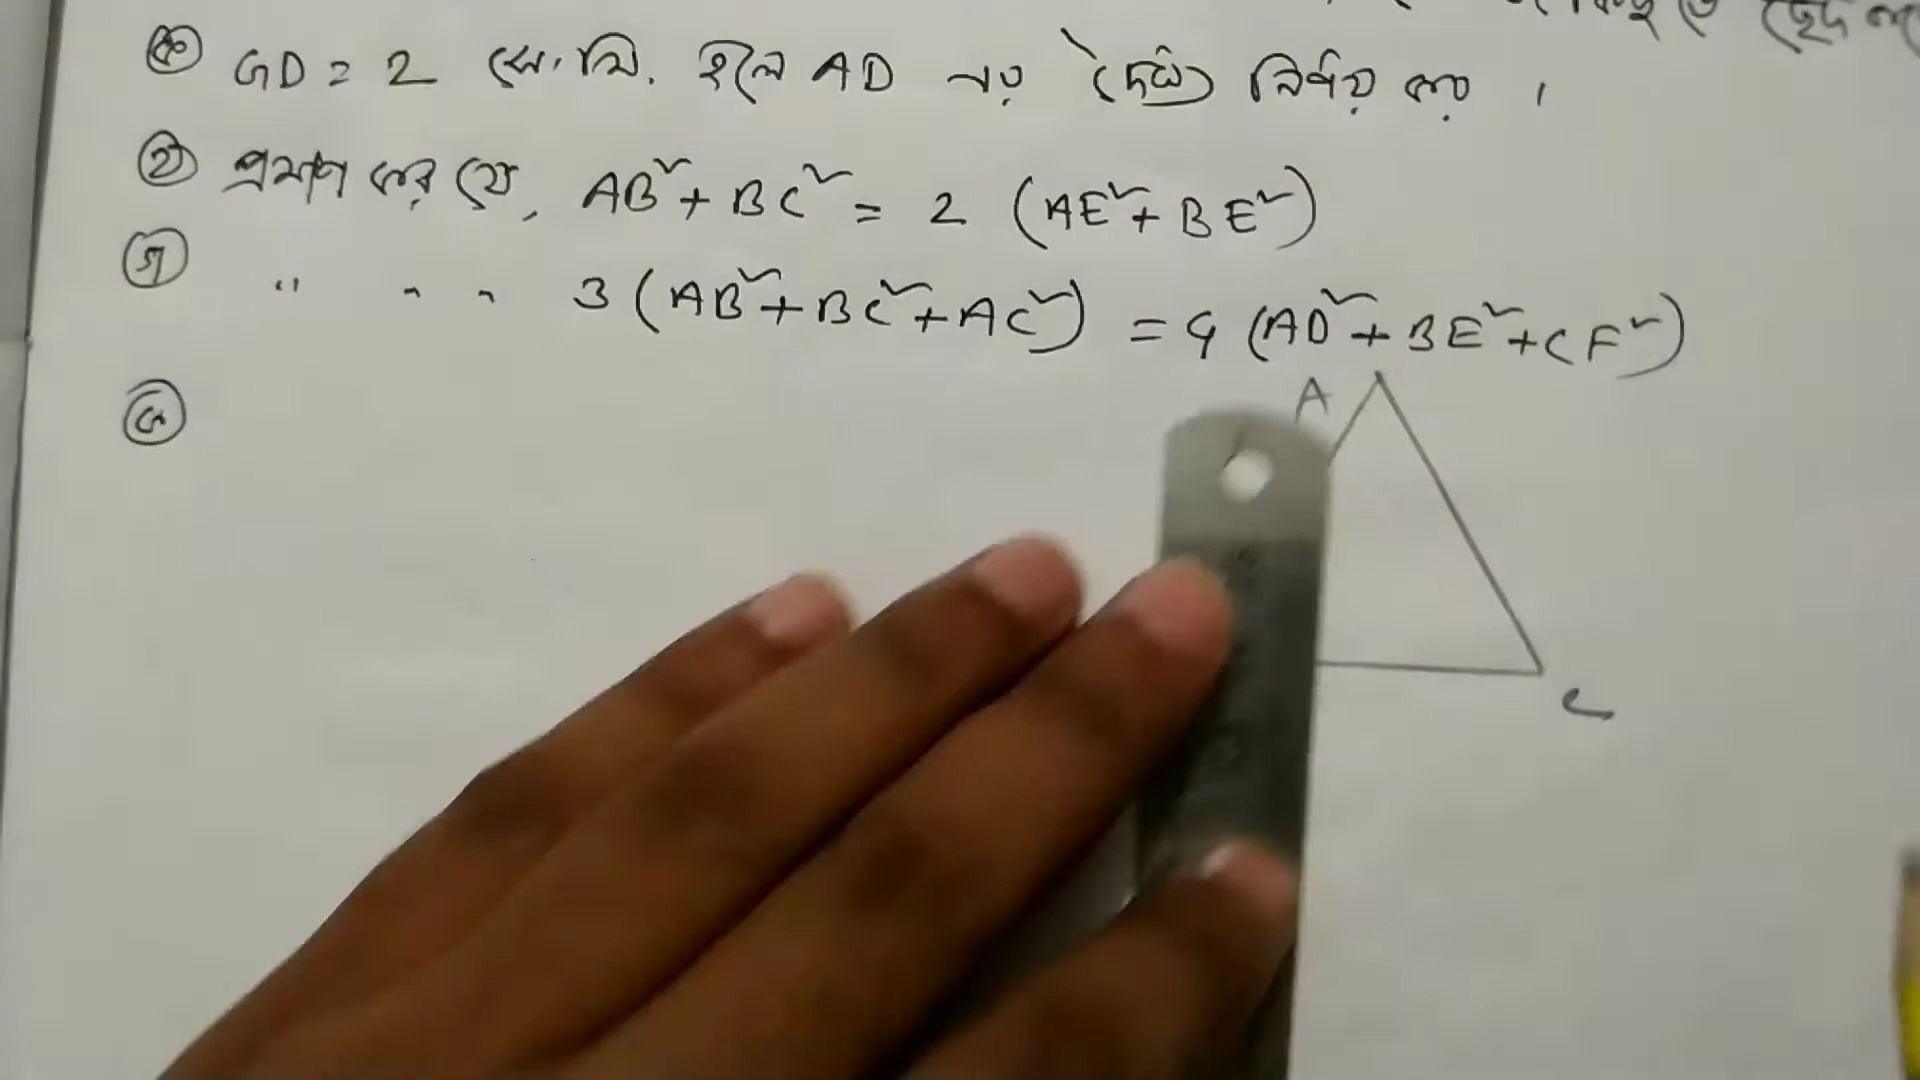 ছেদ
(ক) GD = 2 সে.মি. হলে AD এর দৈর্ঘ্য নির্ণয় কর ।
(খ) প্রমাণ কর যে, AB² + BC² = 2 (AE² + BE²)
(গ) " " " 3 (AB² + BC² + AC²) = 4 (AD² + BE² + CF²)
A
(ক)
C